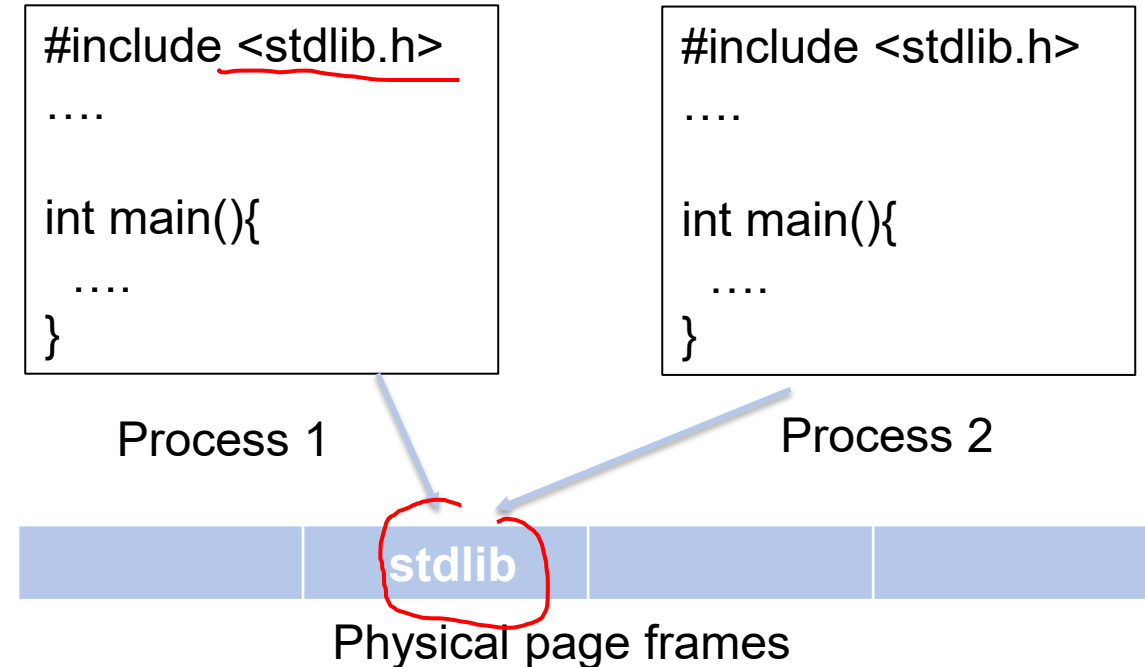 #include <stdlib.h>
....
int main(){
....
}
Process 1
#include <stdlib.h>
....
int main(){
....
}
Process 2
stdlib
Physical page frames